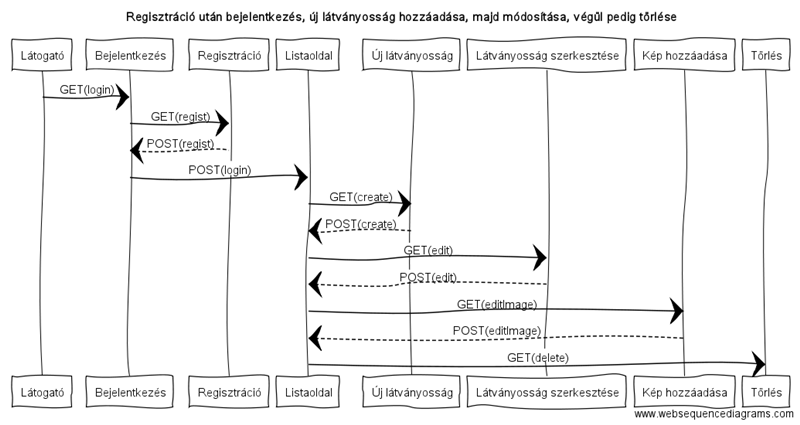 Regisztráció után bejelentkezés, új látványosság hozzáadása, majd módosítása, végül pedig törlése
Látogató
Bejelentkezés
Regisztráció
Listaoldal
Új látványosság
Látványosság szerkesztése
Kép hozzáadása
Törlés
GET(login)
GET(regist)
POST(regist)
POST(login)
GET(create)
POST(create)
GET(edit)
POST(edit)
GET(editImage)
POST(editImage)
GET(delete)
Látogató
Bejelentkezés
Regisztráció
Listaoldal
Új látványosság
Látványosság szerkesztése
Kép hozzáadása
Törlés
www.websequencediagrams.com